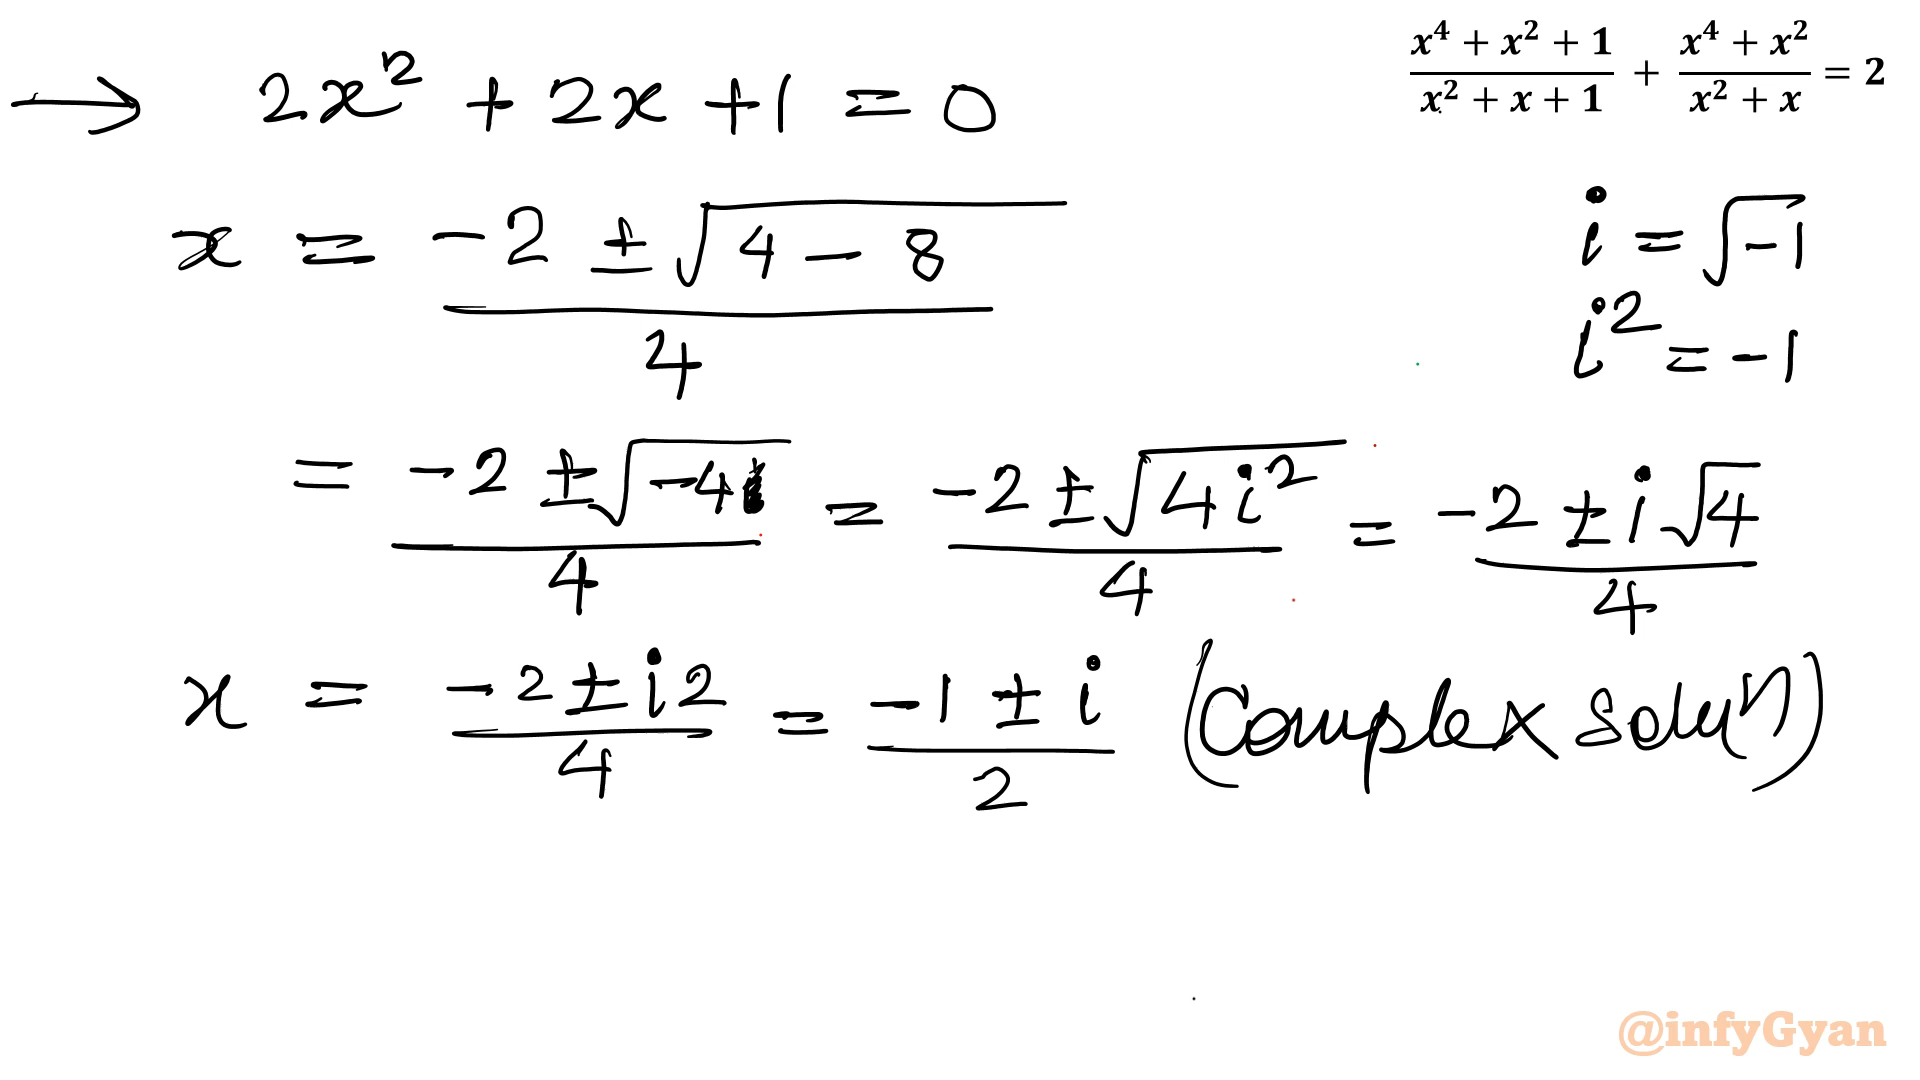 → 2x² + 2x + 1 = 0
x⁴ + x² + 1 / x² + x + 1 + x⁴ + x² / x² + x = 2
x = -2 ± √(4 - 8) / 4
i = √-1
i² = -1
= -2 ± √-4 / 4 = -2 ± √(4i²) / 4 = -2 ± i√4 / 4
x = -2 ± i2 / 4 = -1 ± i / 2 (Complex soluⁿ)
@infyGyan